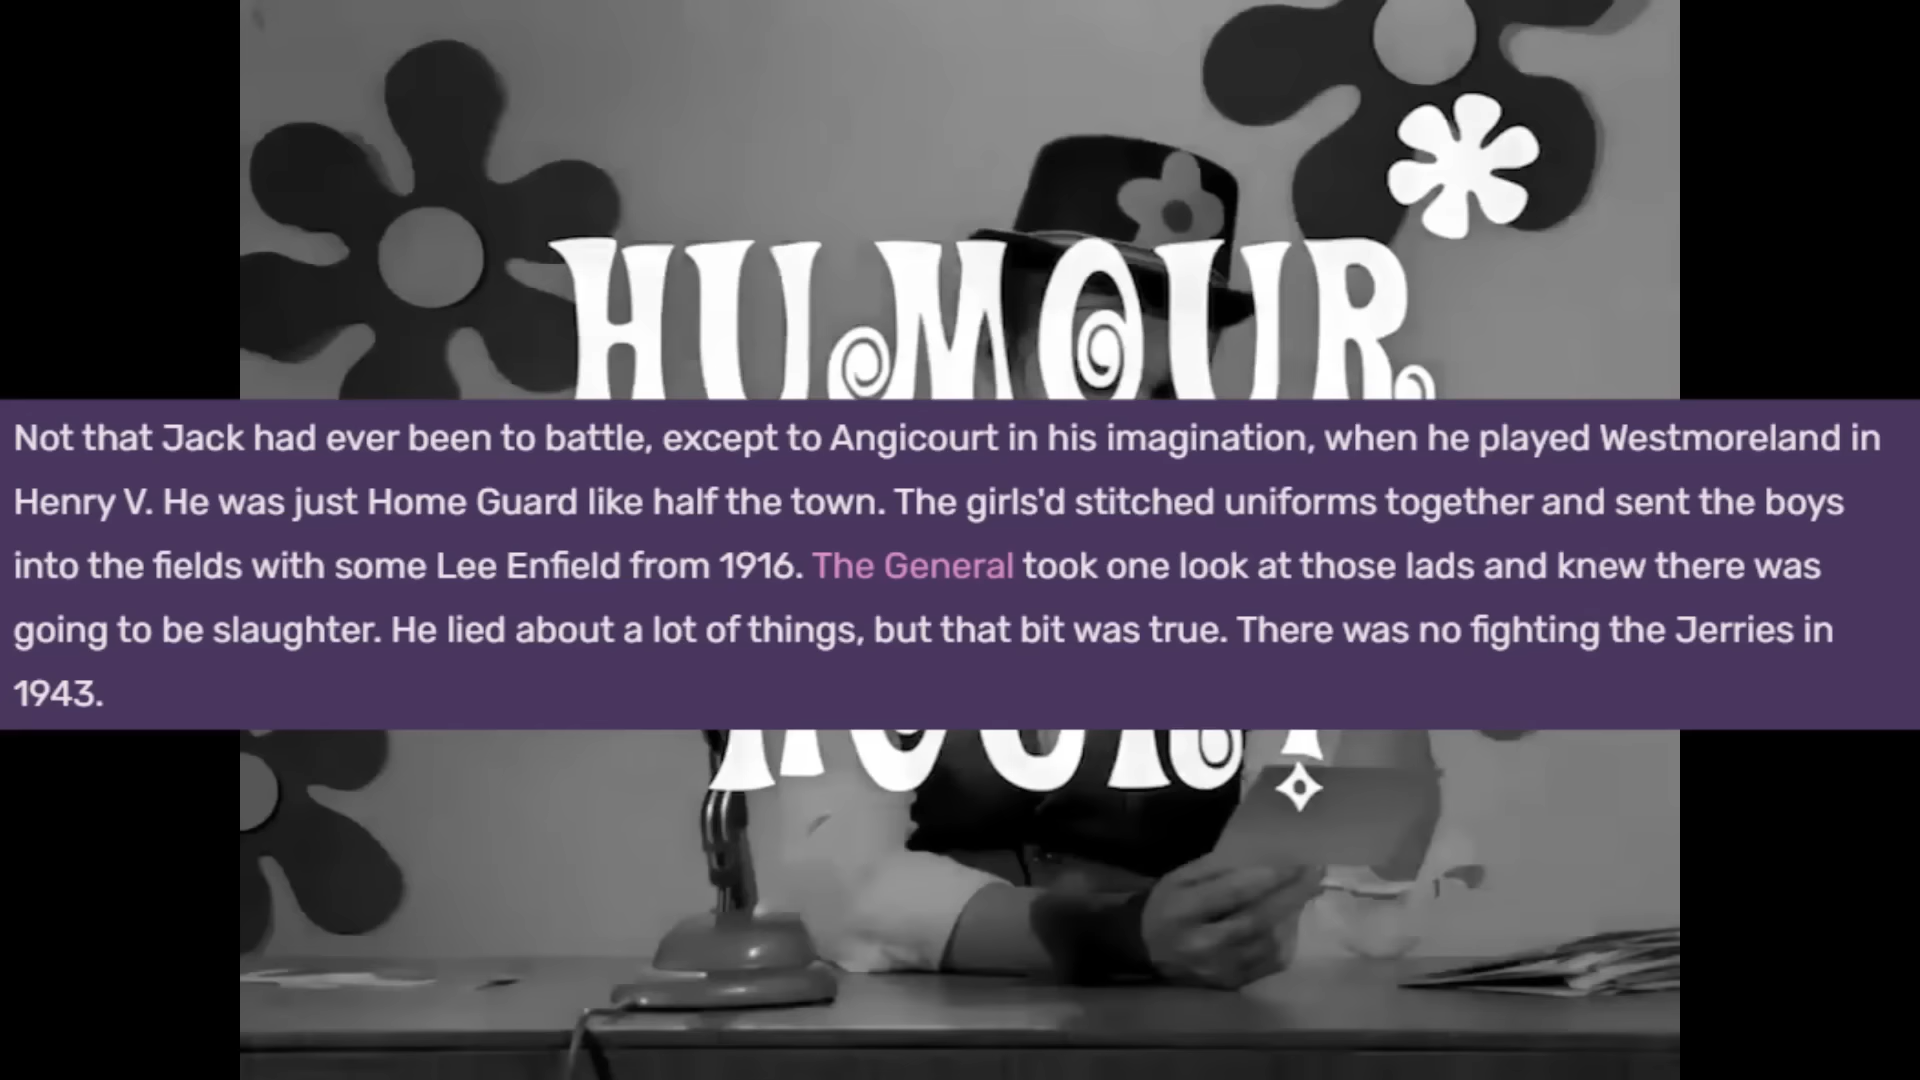 HUMOUR
Not that Jack had ever been to battle, except to Angicourt in his imagination, when he played Westmoreland in
Henry V. He was just Home Guard like half the town. The girls'd stitched uniforms together and sent the boys
into the fields with some Lee Enfield from 1916. The General took one look at those lads and knew there was
going to be slaughter. He lied about a lot of things, but that bit was true. There was no fighting the Jerries in
1943.